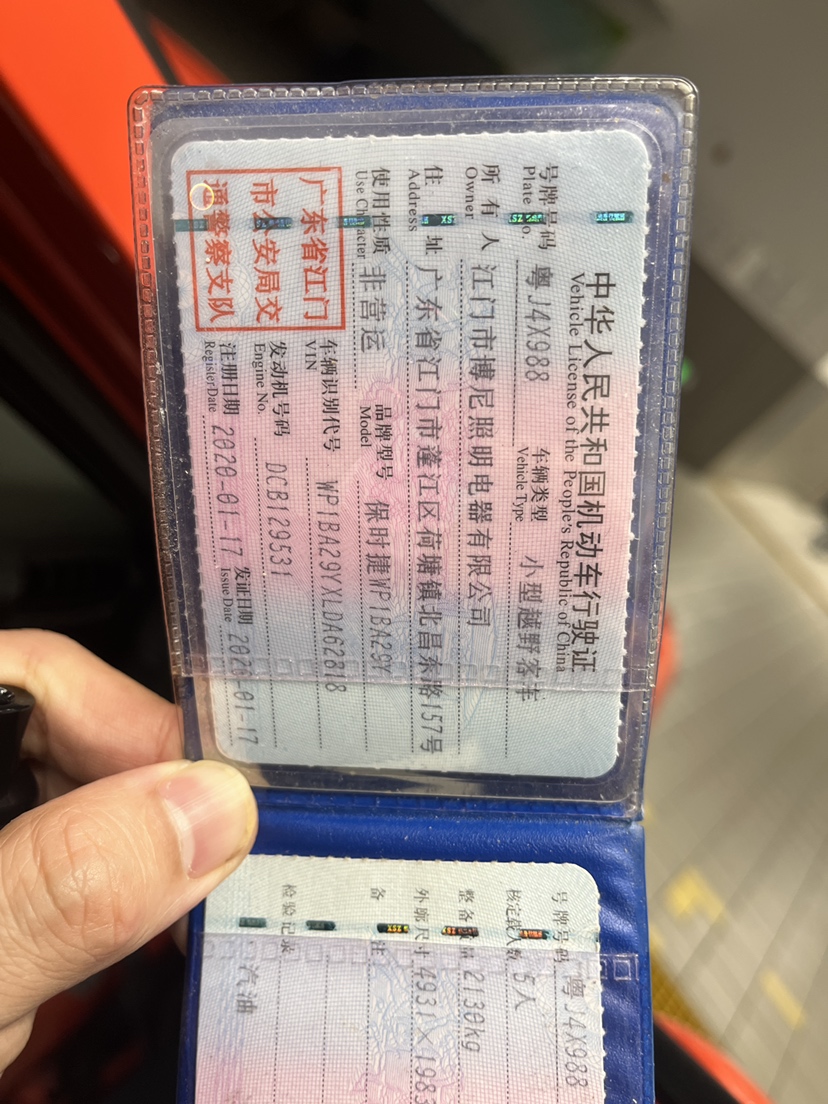 中华人民共和国机动车行驶证
Vehicle License of the People's Republic of China
号牌号码 粤J4X988 车辆类型 小型越野客车
Plate No. Vehicle Type
所有人 江门市博尼照明电器有限公司
Owner
住址 广东省江门市蓬江区荷塘镇北昌东路157号
Address
使用性质 非营运 品牌型号 保时捷WP1BA29Y
Use Character Model
广东省江门
市公安局交
通警察支队
车辆识别代号 WP1BA29YXLDA62818
VIN
发动机号码 DCB129531
Engine No.
注册日期 2020-01-17 发证日期 2020-01-17
Register Date Issue Date
号牌号码 粤J4X988
核定载人数 5人
整备质量 2130kg
外廓尺寸 4931×1983
备注
检验记录
汽油